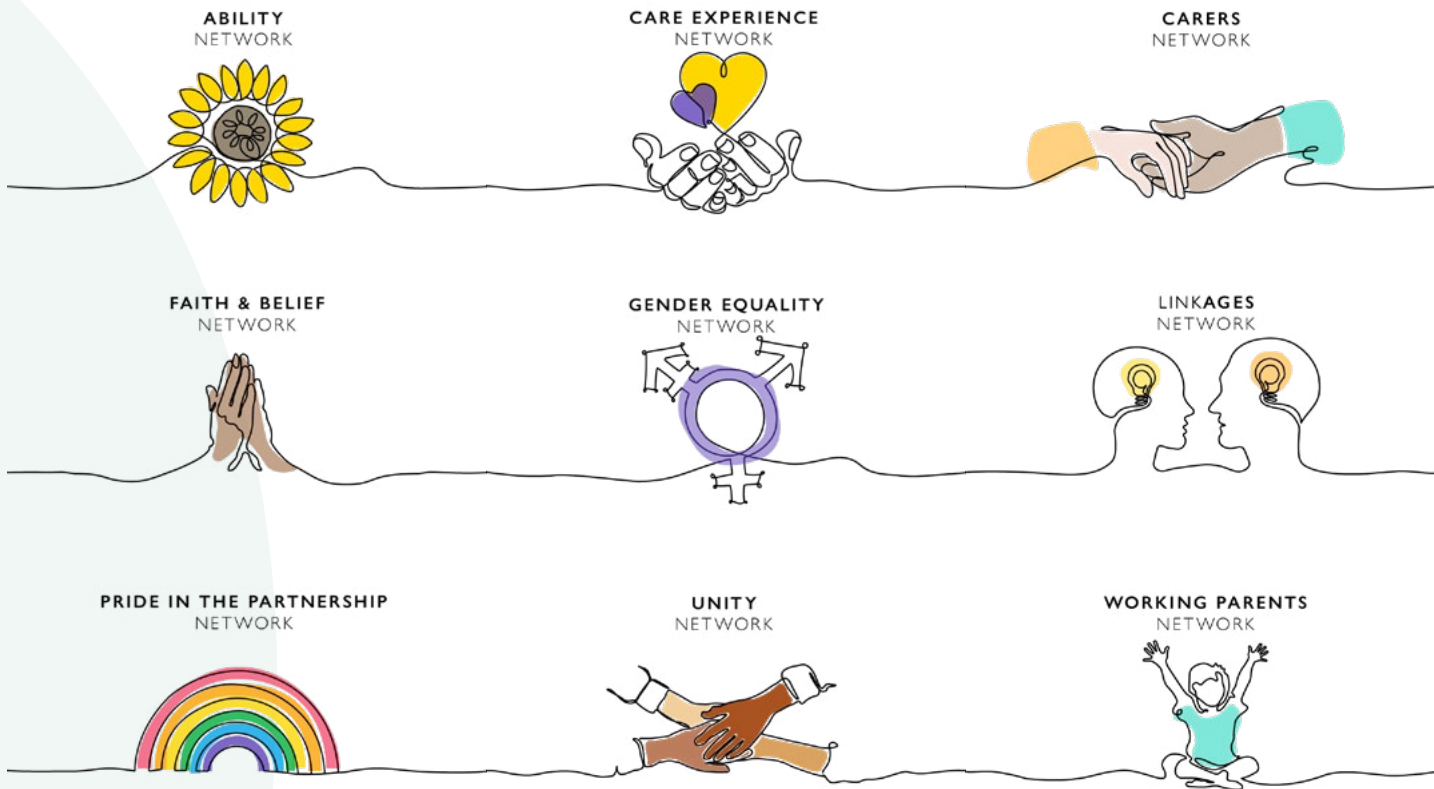 ABILITY
NETWORK
CARE EXPERIENCE
NETWORK
CARERS
NETWORK
FAITH & BELIEF
NETWORK
GENDER EQUALITY
NETWORK
LINKAGES
NETWORK
PRIDE IN THE PARTNERSHIP
NETWORK
UNITY
NETWORK
WORKING PARENTS
NETWORK